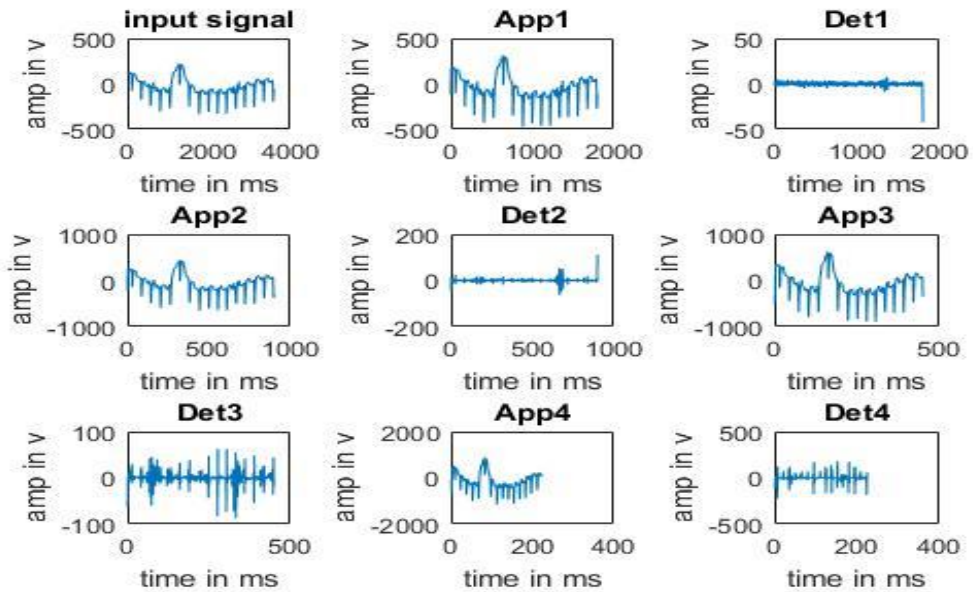 input signal
500
0
-500
amp in v
0 2000 4000
time in ms
App1
500
0
-500
amp in v
0 1000 2000
time in ms
Det1
50
0
-50
amp in v
0 1000 2000
time in ms
App2
1000
0
-1000
amp in v
0 500 1000
time in ms
Det2
200
0
-200
amp in v
0 500 1000
time in ms
App3
1000
0
-1000
amp in v
0 500
time in ms
Det3
100
0
-100
amp in v
0 500
time in ms
App4
2000
0
-2000
amp in v
0 200 400
time in ms
Det4
500
0
-500
amp in v
0 200 400
time in ms